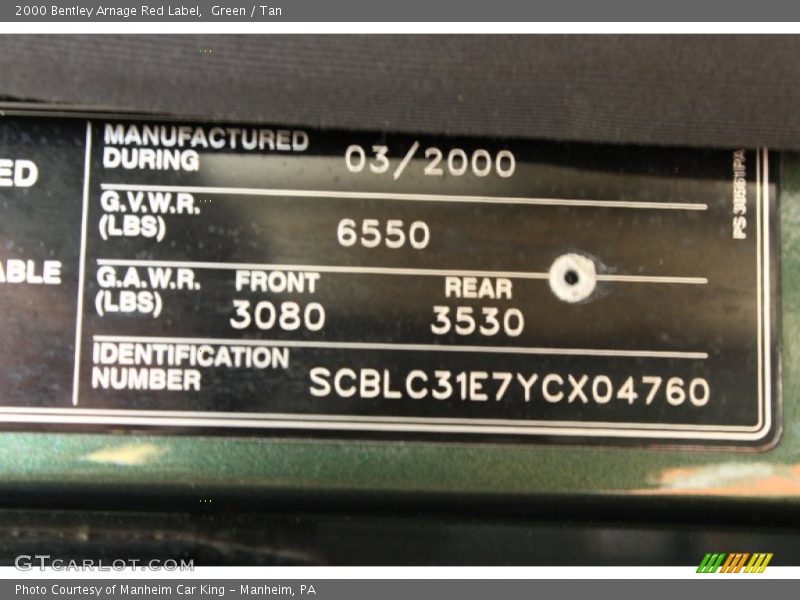 2000 Bentley Arnage Red Label, Green / Tan
MANUFACTURED
DURING
03/2000
G.V.W.R.
(LBS)
6550
G.A.W.R.
(LBS)
FRONT
3080
REAR
3530
IDENTIFICATION
NUMBER
SCBLC31E7YCX04760
ED
ABLE
GTCARLOT.COM
Photo Courtesy of Manheim Car King - Manheim, PA